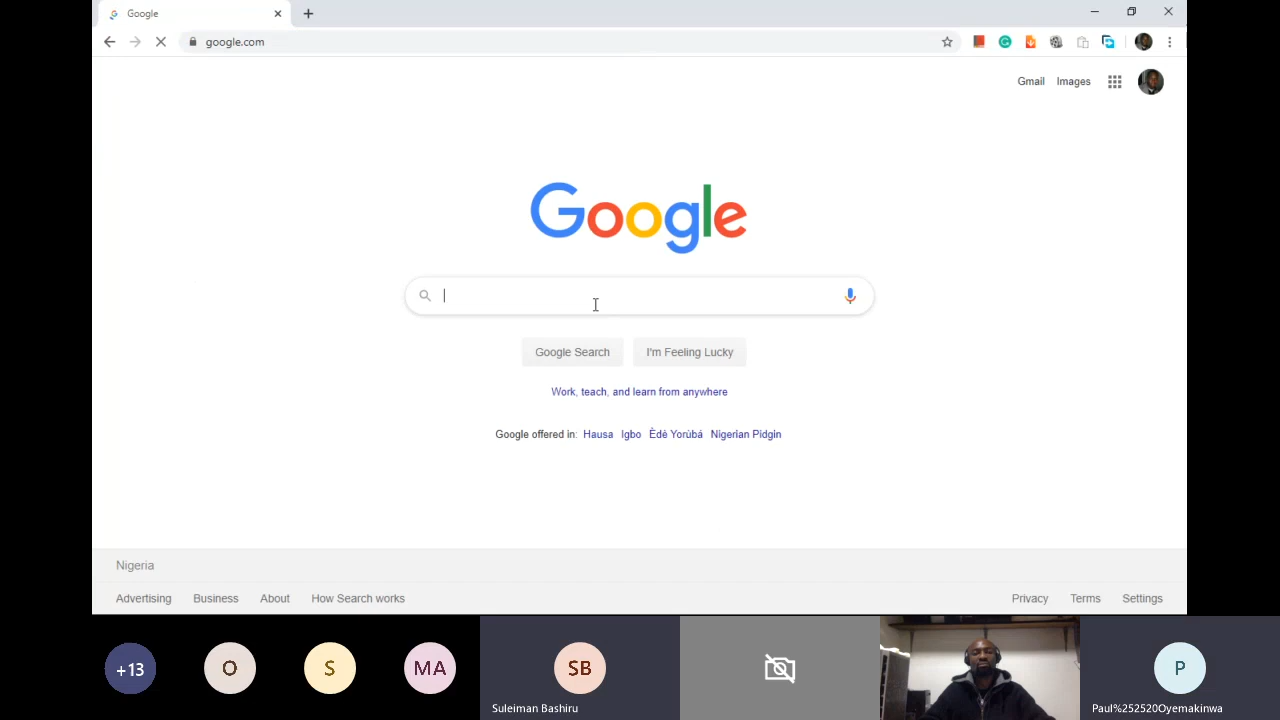 Google
google.com
Gmail Images
Google
Google Search I'm Feeling Lucky
Work, teach, and learn from anywhere
Google offered in: Hausa Igbo Èdè Yorùbá Nigerian Pidgin
Nigeria
Advertising Business About How Search works Privacy Terms Settings
+13 O S MA SB P
Suleiman Bashiru Paul%252520Oyemakinwa